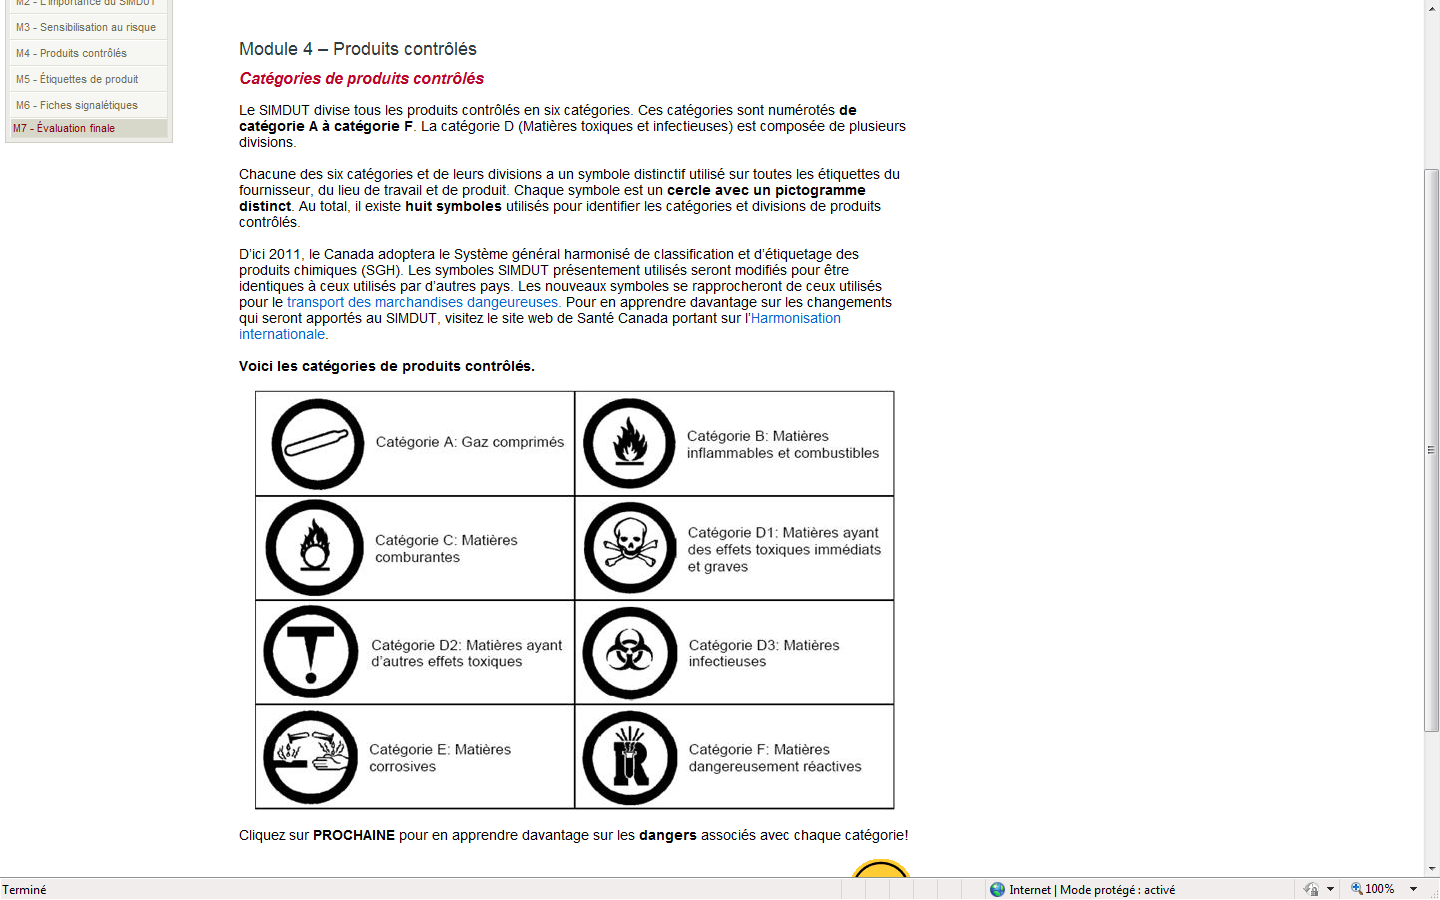 M2 - L'importance du SIMDUT
M3 - Sensibilisation au risque
M4 - Produits contrôlés
M5 - Étiquettes de produit
M6 - Fiches signalétiques
M7 - Évaluation finale
Module 4 – Produits contrôlés
Catégories de produits contrôlés
Le SIMDUT divise tous les produits contrôlés en six catégories. Ces catégories sont numérotés de
catégorie A à catégorie F. La catégorie D (Matières toxiques et infectieuses) est composée de plusieurs
divisions.
Chacune des six catégories et de leurs divisions a un symbole distinctif utilisé sur toutes les étiquettes du
fournisseur, du lieu de travail et de produit. Chaque symbole est un cercle avec un pictogramme
distinct. Au total, il existe huit symboles utilisés pour identifier les catégories et divisions de produits
contrôlés.
D'ici 2011, le Canada adoptera le Système général harmonisé de classification et d'étiquetage des
produits chimiques (SGH). Les symboles SIMDUT présentement utilisés seront modifiés pour être
identiques à ceux utilisés par d'autres pays. Les nouveaux symboles se rapprocheront de ceux utilisés
pour le transport des marchandises dangeureuses. Pour en apprendre davantage sur les changements
qui seront apportés au SIMDUT, visitez le site web de Santé Canada portant sur l'Harmonisation
internationale.
Voici les catégories de produits contrôlés.
Catégorie A: Gaz comprimés
Catégorie B: Matières
inflammables et combustibles
Catégorie C: Matières
comburantes
Catégorie D1: Matières ayant
des effets toxiques immédiats
et graves
Catégorie D2: Matières ayant
d'autres effets toxiques
Catégorie D3: Matières
infectieuses
Catégorie E: Matières
corrosives
R
Catégorie F: Matières
dangereusement réactives
Cliquez sur PROCHAINE pour en apprendre davantage sur les dangers associés avec chaque catégorie!
Terminé
Internet | Mode protégé : activé
100%